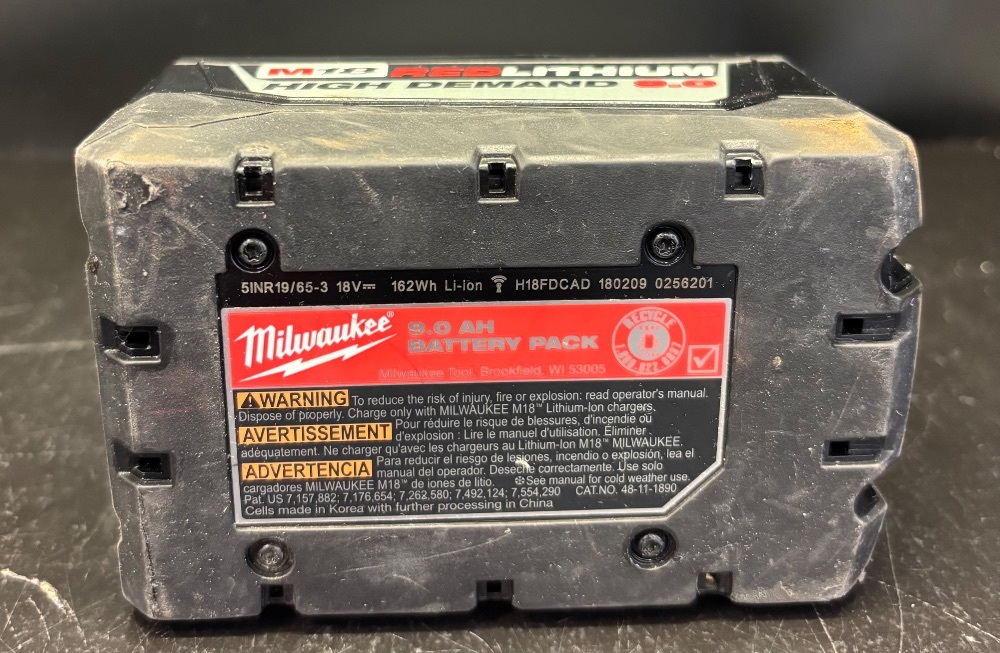 M18 REDLITHIUM
HIGH DEMAND 9.0
5INR19/65-3 18V⎓ 162Wh Li-ion H18FDCAD 180209 0256201
Milwaukee®
9.0 AH
BATTERY PACK
RECYCLE
1.800.822.8837
Milwaukee Tool, Brookfield, WI 53005
⚠WARNING To reduce the risk of injury, fire or explosion: read operator's manual.
Dispose of properly. Charge only with MILWAUKEE M18™ Lithium-Ion chargers.
AVERTISSEMENT Pour réduire le risque de blessures, d'incendie ou
d'explosion : Lire le manuel d'utilisation. Éliminer
adéquatement. Ne charger qu'avec les chargeurs au Lithium-Ion M18™ MILWAUKEE.
ADVERTENCIA Para reducir el riesgo de lesiones, incendio o explosión, lea el
manual del operador. Deseche correctamente. Use solo
cargadores MILWAUKEE M18™ de iones de litio. ❄See manual for cold weather use.
Pat. US 7,157,882; 7,176,654; 7,262,580; 7,492,124; 7,554,290 CAT.NO. 48-11-1890
Cells made in Korea with further processing in China